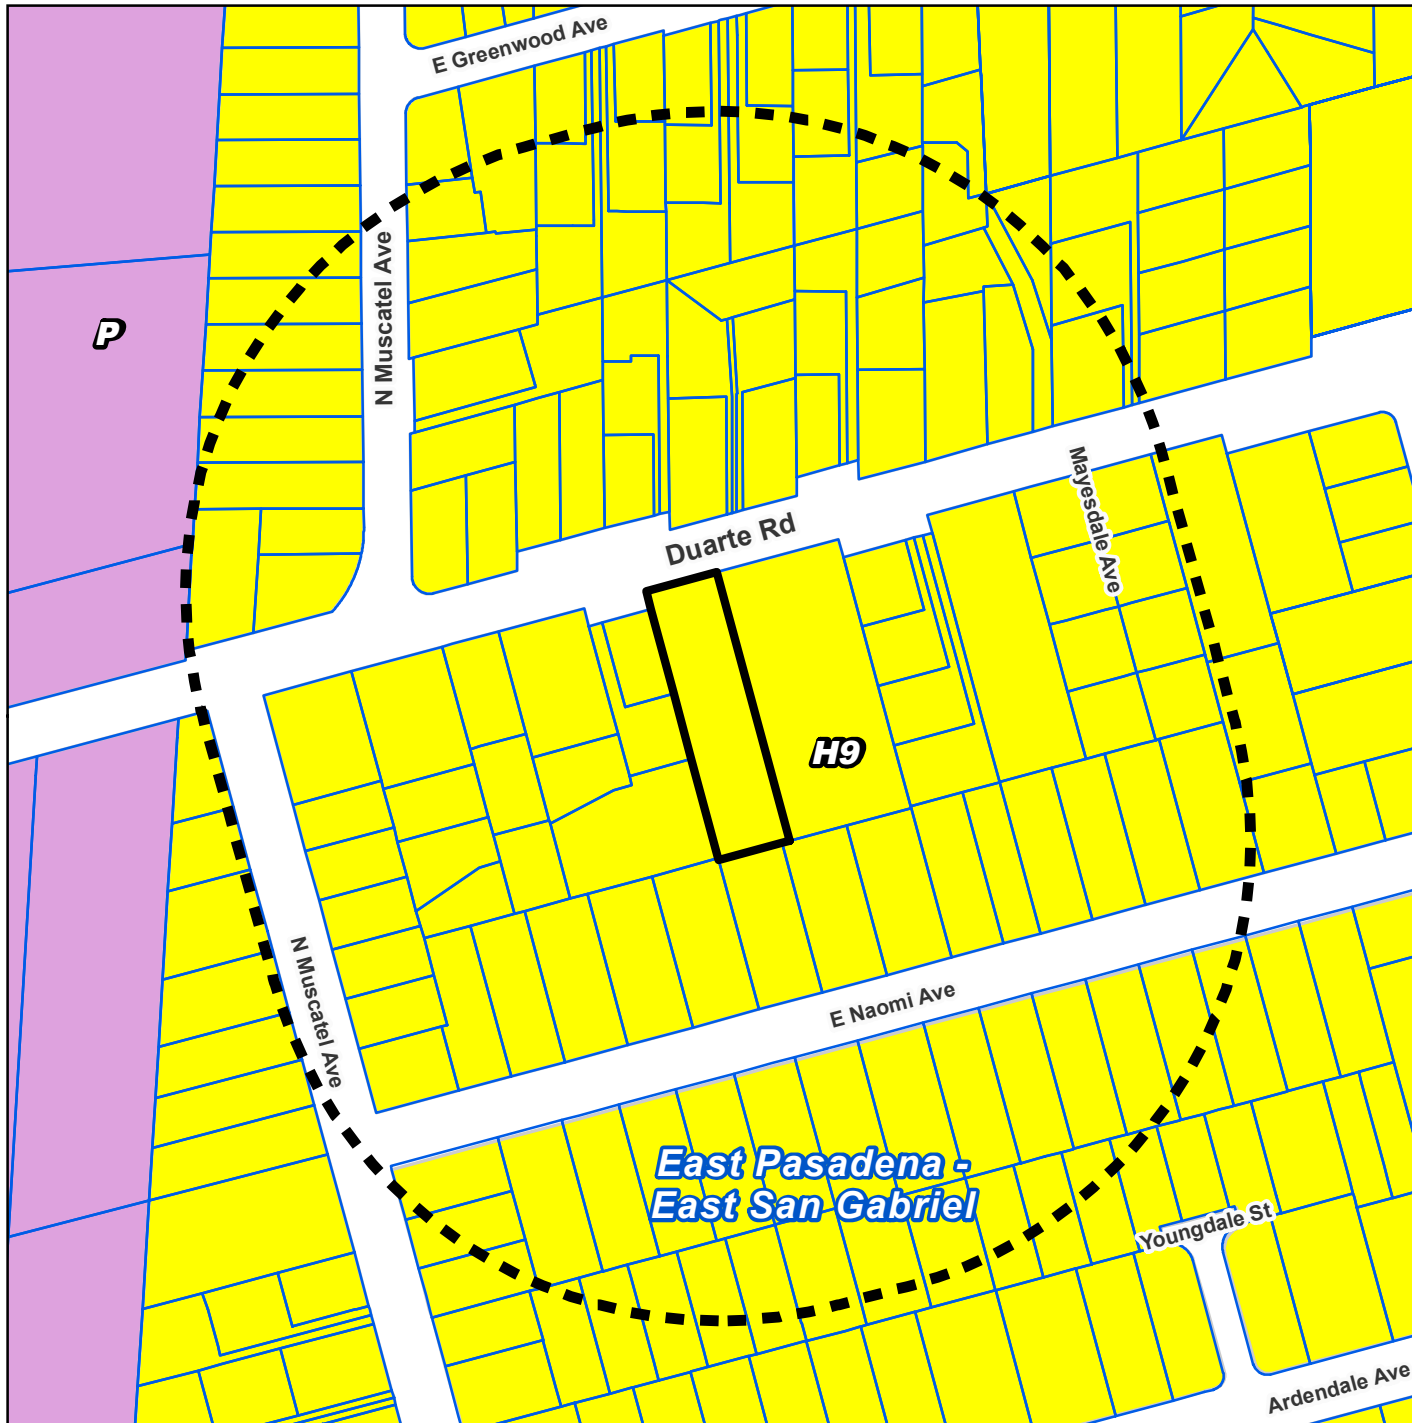 E Greenwood Ave
N Muscatel Ave
P
Mayesdale Ave
Duarte Rd
H9
N Muscatel Ave
E Naomi Ave
East Pasadena -
East San Gabriel
Youngdale St
Ardendale Ave